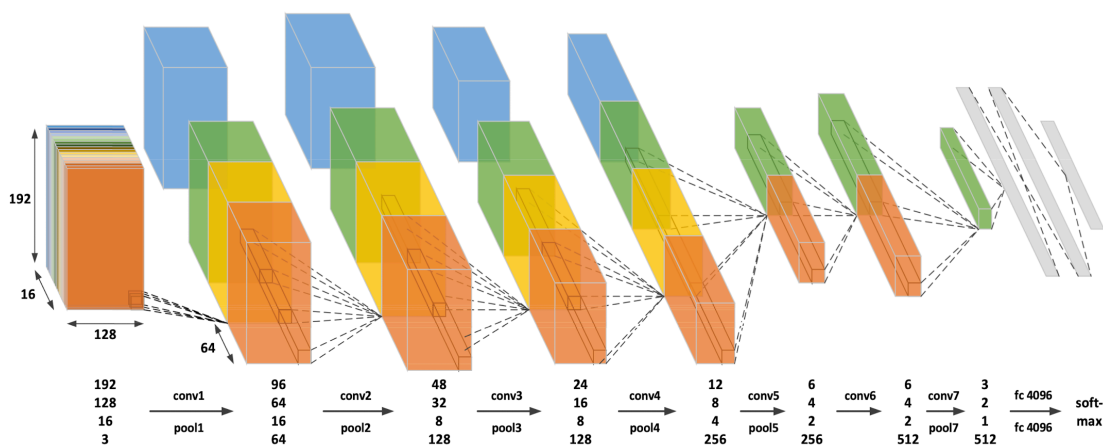 192
16
128
64
192
128
16
3
conv1
pool1
96
64
16
64
conv2
pool2
48
32
8
128
conv3
pool3
24
16
8
128
conv4
pool4
12
8
4
256
conv5
pool5
6
4
2
256
conv6
6
4
2
512
conv7
pool7
3
2
1
512
fc 4096
fc 4096
soft-
max